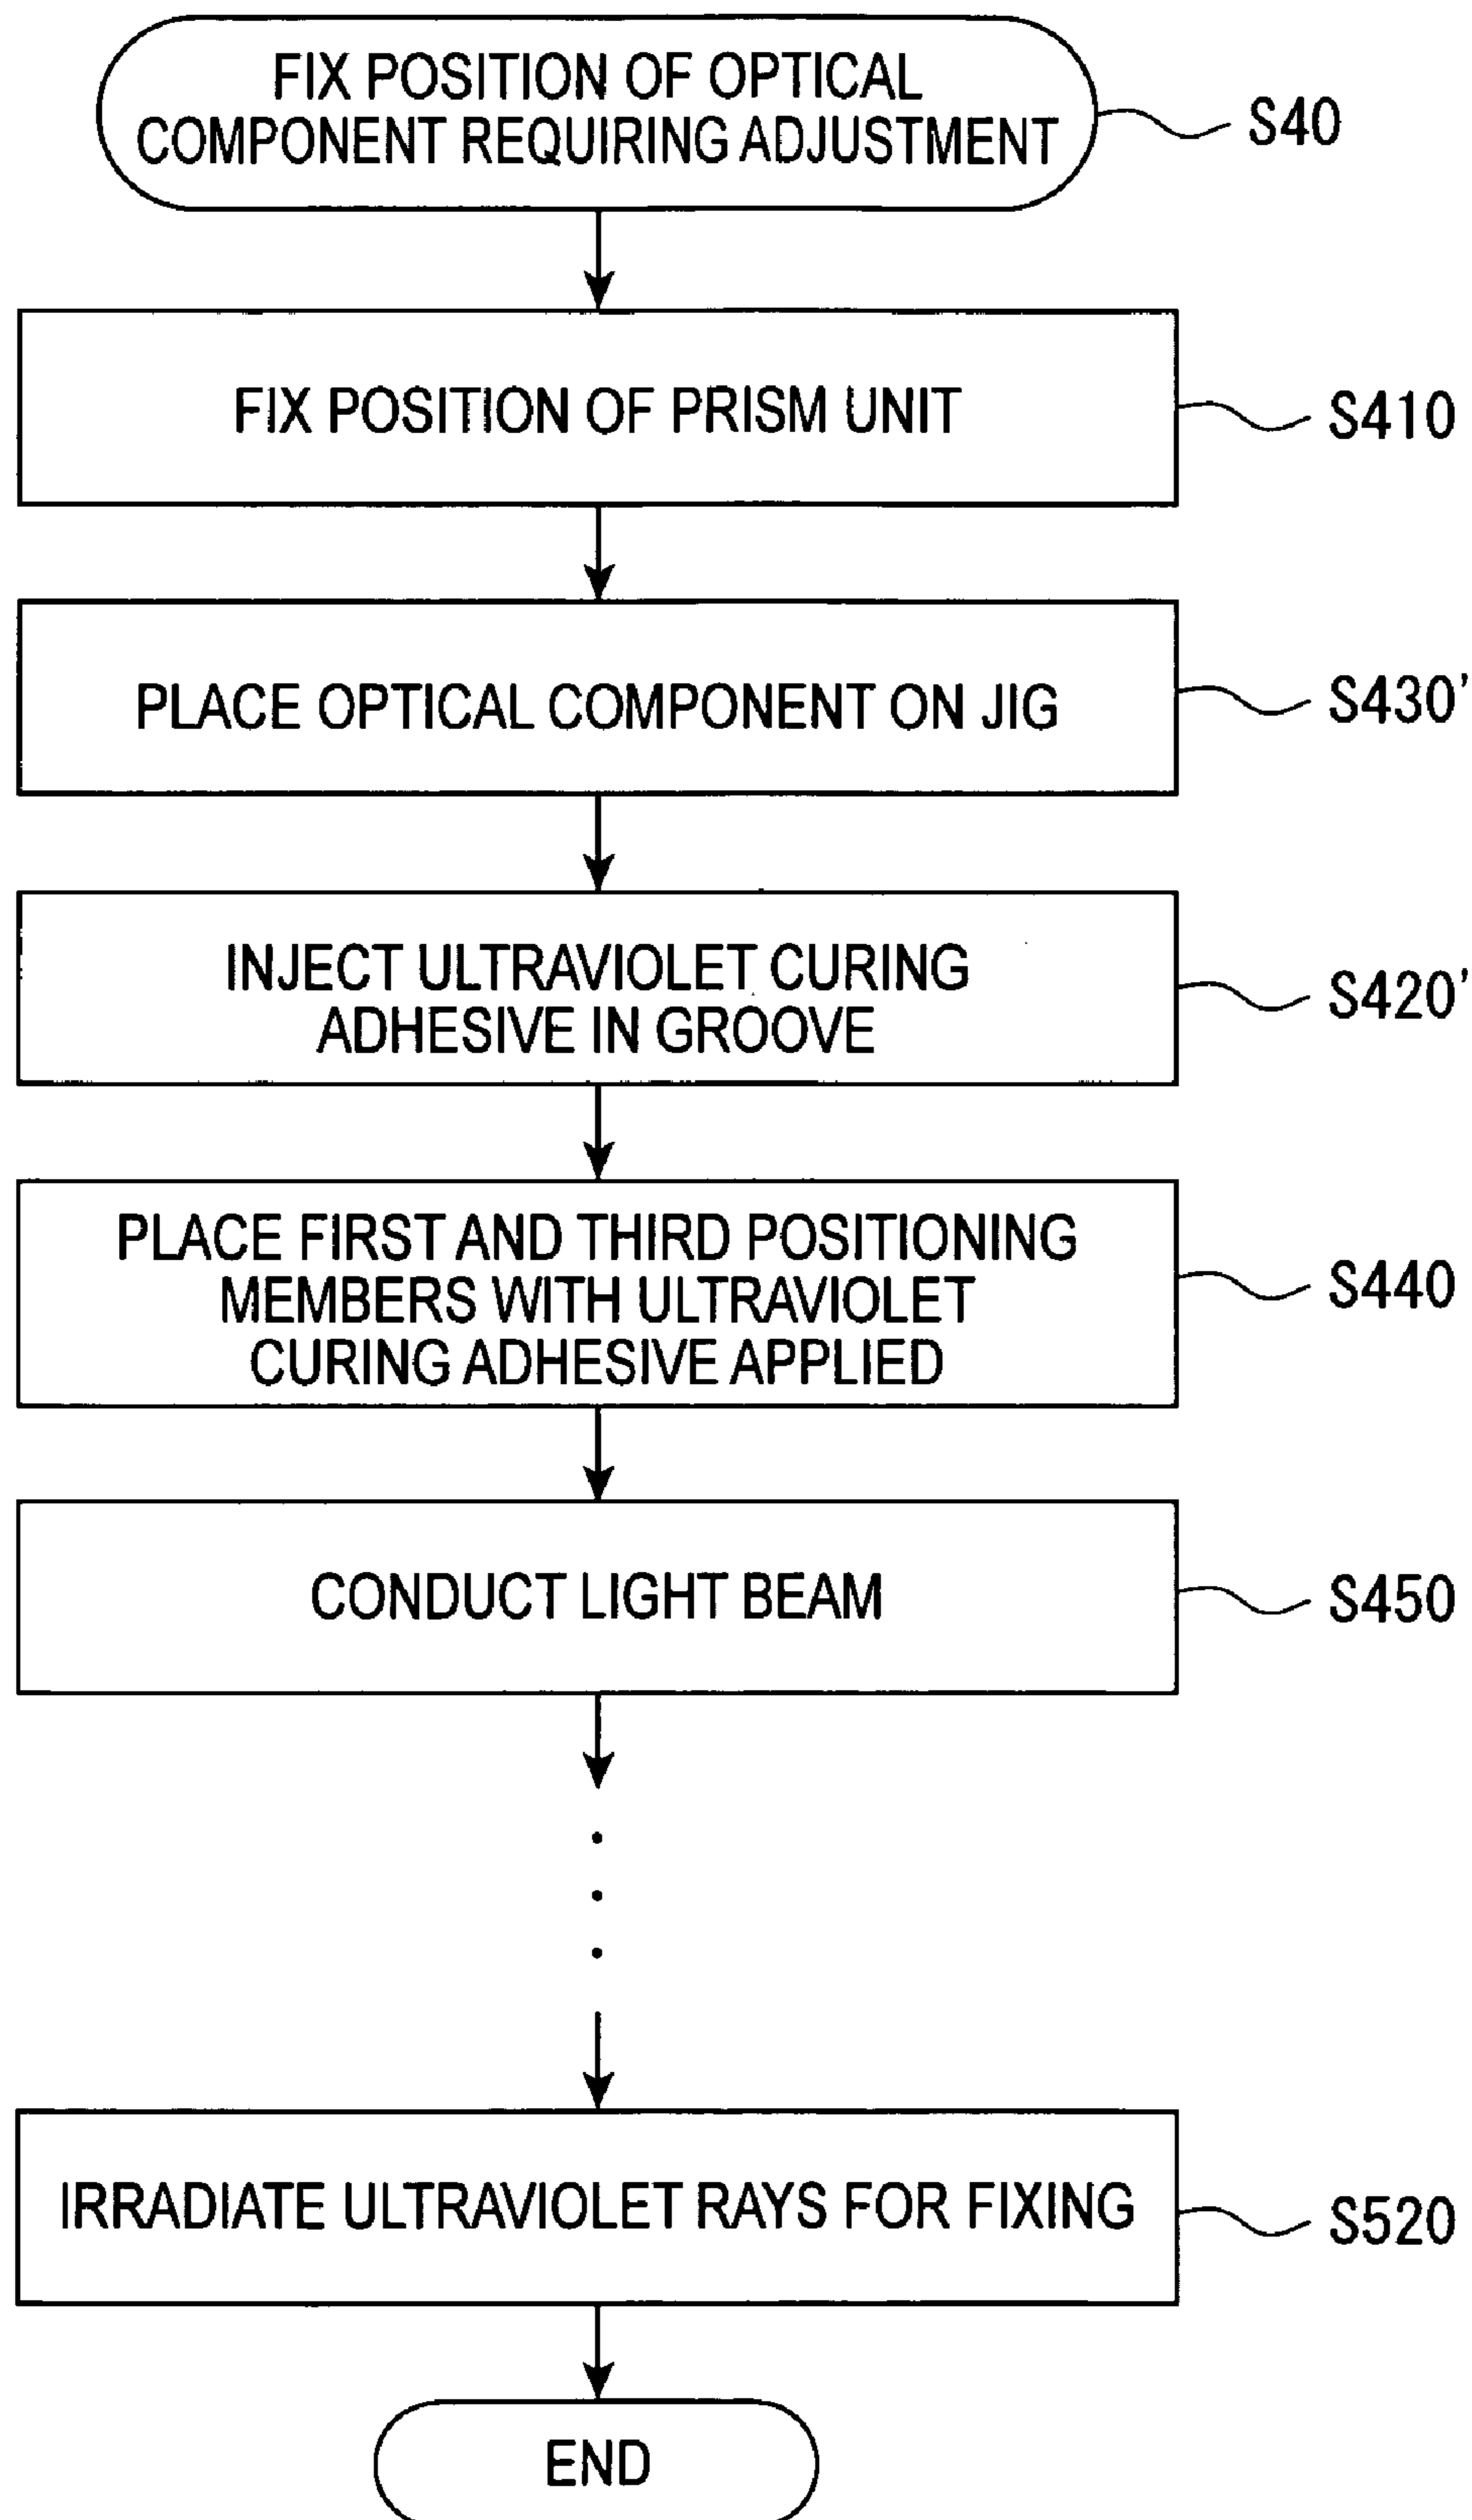 FIX POSITION OF OPTICAL
COMPONENT REQUIRING ADJUSTMENT
S40
FIX POSITION OF PRISM UNIT
S410
PLACE OPTICAL COMPONENT ON JIG
S430'
INJECT ULTRAVIOLET CURING
ADHESIVE IN GROOVE
S420'
PLACE FIRST AND THIRD POSITIONING
MEMBERS WITH ULTRAVIOLET
CURING ADHESIVE APPLIED
S440
CONDUCT LIGHT BEAM
S450
IRRADIATE ULTRAVIOLET RAYS FOR FIXING
S520
END